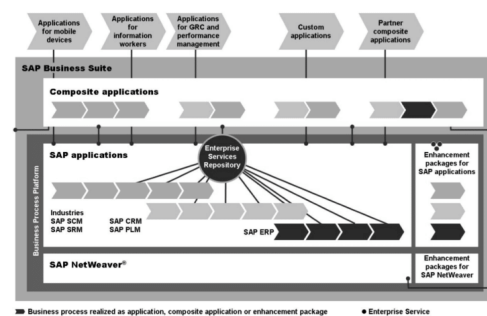 Applications
for mobile
devices
Applications
for
information
workers
Applications
for GRC and
performance
management
Custom
applications
Partner
composite
applications
SAP Business Suite
Composite applications
Business Process Platform
SAP applications
Enterprise
Services
Repository
Enhancement
packages for
SAP applications
Industries
SAP SCM
SAP SRM
SAP CRM
SAP PLM
SAP ERP
SAP NetWeaver®
Enhancement
packages for
SAP NetWeaver
Business process realized as application, composite application or enhancement package
Enterprise Service